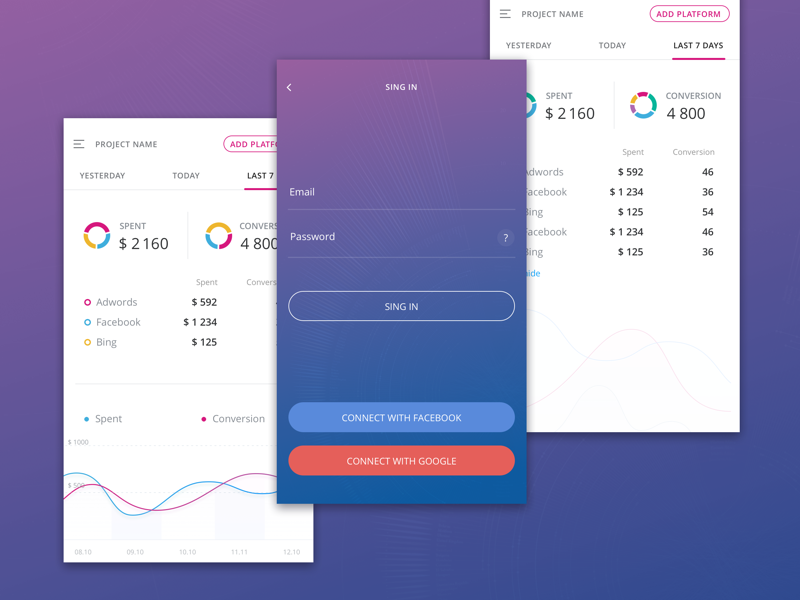 PROJECT NAME
ADD PLATF
YESTERDAY
TODAY
LAST 7
SPENT
$ 2 160
CONVERS
4 800
Spent
Convers
Adwords
$ 592
Facebook
$ 1 234
Bing
$ 125
Spent
Conversion
$ 1000
$ 500
08.10
09.10
10.10
11.11
12.10
SING IN
Email
Password
?
SING IN
CONNECT WITH FACEBOOK
CONNECT WITH GOOGLE
PROJECT NAME
ADD PLATFORM
YESTERDAY
TODAY
LAST 7 DAYS
SPENT
$ 2 160
CONVERSION
4 800
Spent
Conversion
Adwords
$ 592
46
Facebook
$ 1 234
36
Bing
$ 125
54
Facebook
$ 1 234
46
Bing
$ 125
36
ide